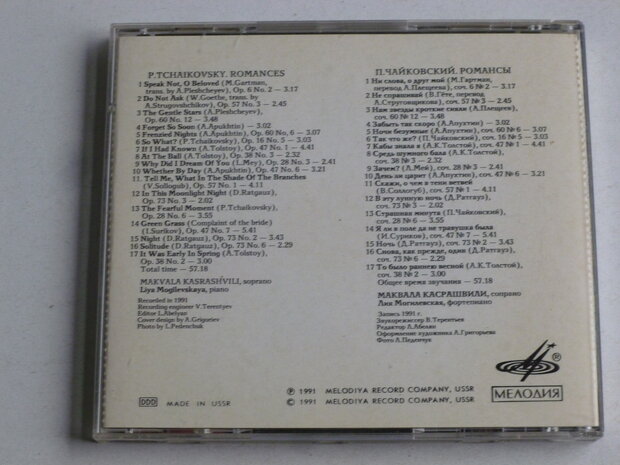 P.TCHAIKOVSKY. ROMANCES
1 Speak Not, O Beloved (M.Gartman,
trans. by A.Pleshcheyev), Op. 6 No. 2 — 3.17
2 Do Not Ask (W.Goethe, trans. by
A.Strugovshchikov), Op. 57 No. 3 — 2.45
3 The Gentle Stars (A.Pleshcheyev),
Op. 60 No. 12 — 3.48
4 Forget So Soon (A.Apukhtin) — 3.02
5 Frenzied Nights (A.Apukhtin), Op. 60 No. 6 — 3.07
6 So What? (P.Tchaikovsky), Op. 16 No. 5 — 3.03
7 If I Had Known (A.Tolstoy), Op. 47 No. 1 — 4.41
8 At The Ball (A.Tolstoy), Op. 38 No. 3 — 2.32
9 Why Did I Dream Of You (L.Mey), Op. 28 No. 3 — 2.41
10 Whether By Day (A.Apukhtin), Op. 47 No. 6 — 3.21
11 Tell Me, What In The Shade Of The Branches
(V.Sollogub), Op. 57 No. 1 — 4.11
12 In This Moonlight Night (D.Ratgauz),
Op. 73 No. 3 — 2.02
13 The Fearful Moment (P.Tchaikovsky),
Op. 28 No. 6 — 3.55
14 Green Grass (Complaint of the bride)
(I.Surikov), Op. 47 No. 7 — 5.41
15 Night (D.Ratgauz), Op. 73 No. 2 — 3.43
16 Solitude (D.Ratgauz), Op. 73 No. 6 — 2.29
17 It Was Early in Spring (A.Tolstoy),
Op. 38 No. 2 — 3.00
Total time — 57.18
MAKVALA KASRASHVILI, soprano
Liya Mogilevskaya, piano
Recorded in 1991
Recording engineer V.Terentyev
Editor L.Abelyan
Cover design by A.Grigoriev
Photo by L.Pedenchuk
DDD MADE IN USSR
П.ЧАЙКОВСКИЙ. РОМАНСЫ
1 Ни слова, о друг мой (М.Гартман,
перевод А.Плещеева), соч. 6 № 2 — 3.17
2 Не спрашивай (В.Гёте, перевод
А.Струговщикова), соч. 57 № 3 — 2.45
3 Нам звезды кроткие сияли (А.Плещеев),
соч. 60 № 12 — 3.48
4 Забыть так скоро (А.Апухтин) — 3.02
5 Ночи безумные (А.Апухтин), соч. 60 № 6 — 3.07
6 Так что же? (П.Чайковский), соч. 16 № 5 — 3.03
7 Кабы знала я (А.К.Толстой), соч. 47 № 1 — 4.41
8 Средь шумного бала (А.К.Толстой),
соч. 38 № 3 — 2.32
9 Зачем? (Л.Мей), соч. 28 № 3 — 2.41
10 День ли царит (А.Апухтин), соч. 47 № 6 — 3.21
11 Скажи, о чем в тени ветвей
(В.Соллогуб), соч. 57 № 1 — 4.11
12 В эту лунную ночь (Д.Ратгауз),
соч. 73 № 3 — 2.02
13 Страшная минута (П.Чайковский),
соч. 28 № 6 — 3.55
14 Я ли в поле да не травушка была
(И.Суриков), соч. 47 № 7 — 5.41
15 Ночь (Д.Ратгауз), соч. 73 № 2 — 3.43
16 Снова, как прежде, один (Д.Ратгауз),
соч. 73 № 6 — 2.29
17 То было раннею весной (А.К.Толстой),
соч. 38 № 2 — 3.00
Общее время звучания — 57.18
МАКВАЛА КАСРАШВИЛИ, сопрано
Лия Могилевская, фортепиано
Запись 1991 г.
Звукорежиссер В.Терентьев
Редактор Л.Абелян
Оформление художника А.Григорьева
Фото Л.Педенчук
®
МЕЛОДИЯ
℗ 1991 MELODIYA RECORD COMPANY, USSR
© 1991 MELODIYA RECORD COMPANY, USSR